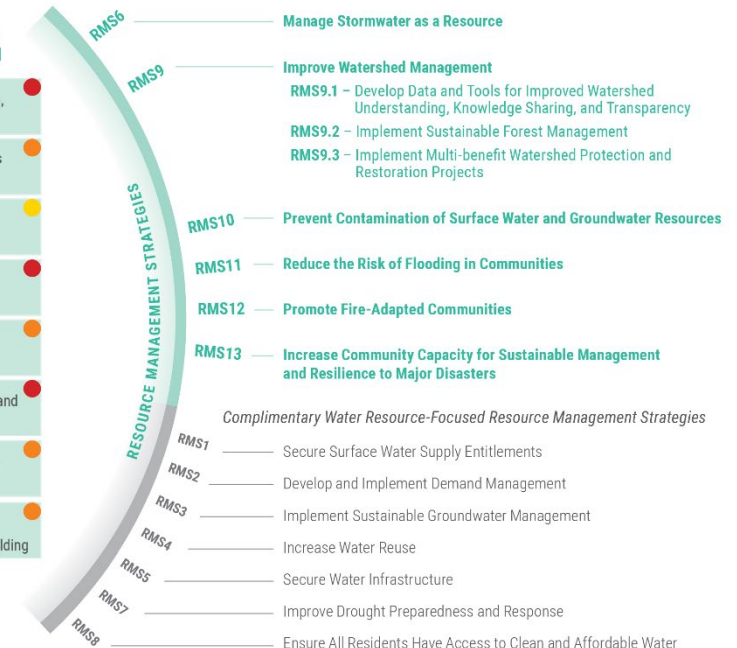 RMS6 Manage Stormwater as a Resource
RMS9 Improve Watershed Management
RMS9.1 – Develop Data and Tools for Improved Watershed
Understanding, Knowledge Sharing, and Transparency
RMS9.2 – Implement Sustainable Forest Management
RMS9.3 – Implement Multi-benefit Watershed Protection and
Restoration Projects
RMS10 Prevent Contamination of Surface Water and Groundwater Resources
RMS11 Reduce the Risk of Flooding in Communities
RMS12 Promote Fire-Adapted Communities
RMS13 Increase Community Capacity for Sustainable Management
and Resilience to Major Disasters
RESOURCE MANAGEMENT STRATEGIES
and
lding
Complimentary Water Resource-Focused Resource Management Strategies
RMS1 Secure Surface Water Supply Entitlements
RMS2 Develop and Implement Demand Management
RMS3 Implement Sustainable Groundwater Management
RMS4 Increase Water Reuse
RMS5 Secure Water Infrastructure
RMS7 Improve Drought Preparedness and Response
RMS8 Ensure All Residents Have Access to Clean and Affordable Water